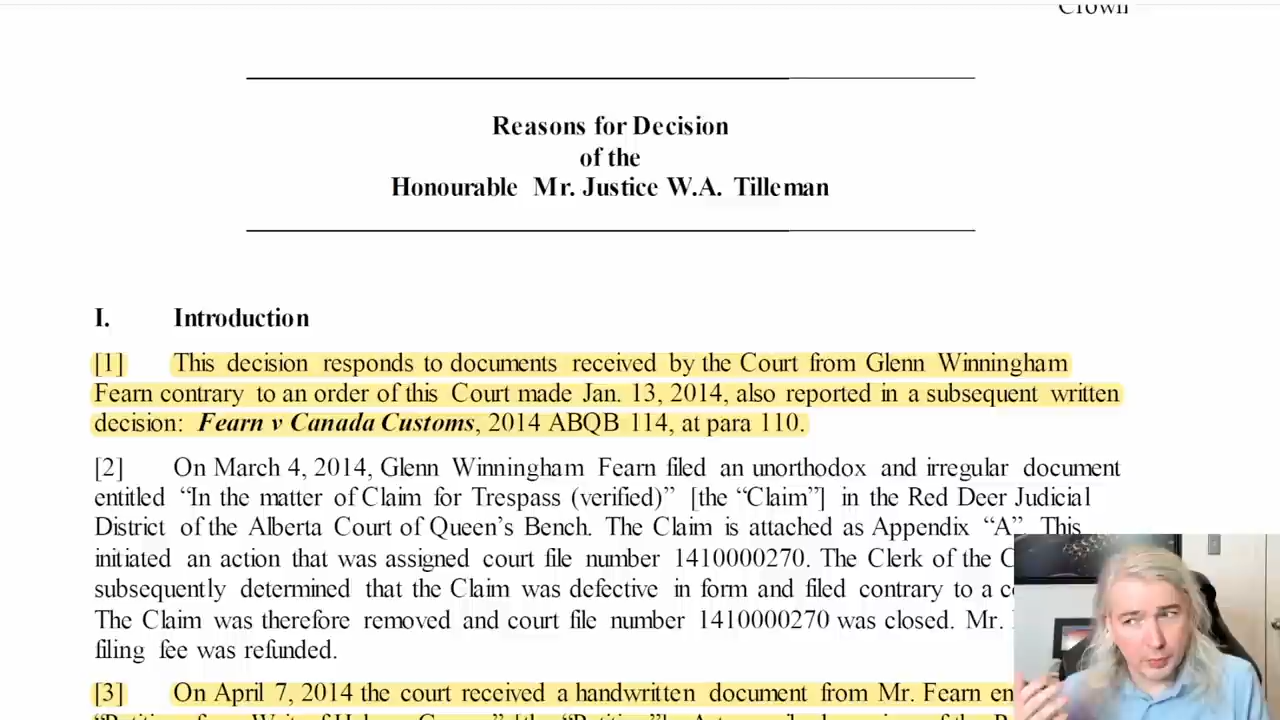 Crown
Reasons for Decision
of the
Honourable Mr. Justice W.A. Tilleman
I. Introduction
[1] This decision responds to documents received by the Court from Glenn Winningham
Fearn contrary to an order of this Court made Jan. 13, 2014, also reported in a subsequent written
decision: Fearn v Canada Customs, 2014 ABQB 114, at para 110.
[2] On March 4, 2014, Glenn Winningham Fearn filed an unorthodox and irregular document
entitled “In the matter of Claim for Trespass (verified)” [the “Claim”] in the Red Deer Judicial
District of the Alberta Court of Queen’s Bench. The Claim is attached as Appendix “A”. This
initiated an action that was assigned court file number 1410000270. The Clerk of the C
subsequently determined that the Claim was defective in form and filed contrary to a c
The Claim was therefore removed and court file number 1410000270 was closed. Mr.
filing fee was refunded.
[3] On April 7, 2014 the court received a handwritten document from Mr. Fearn en